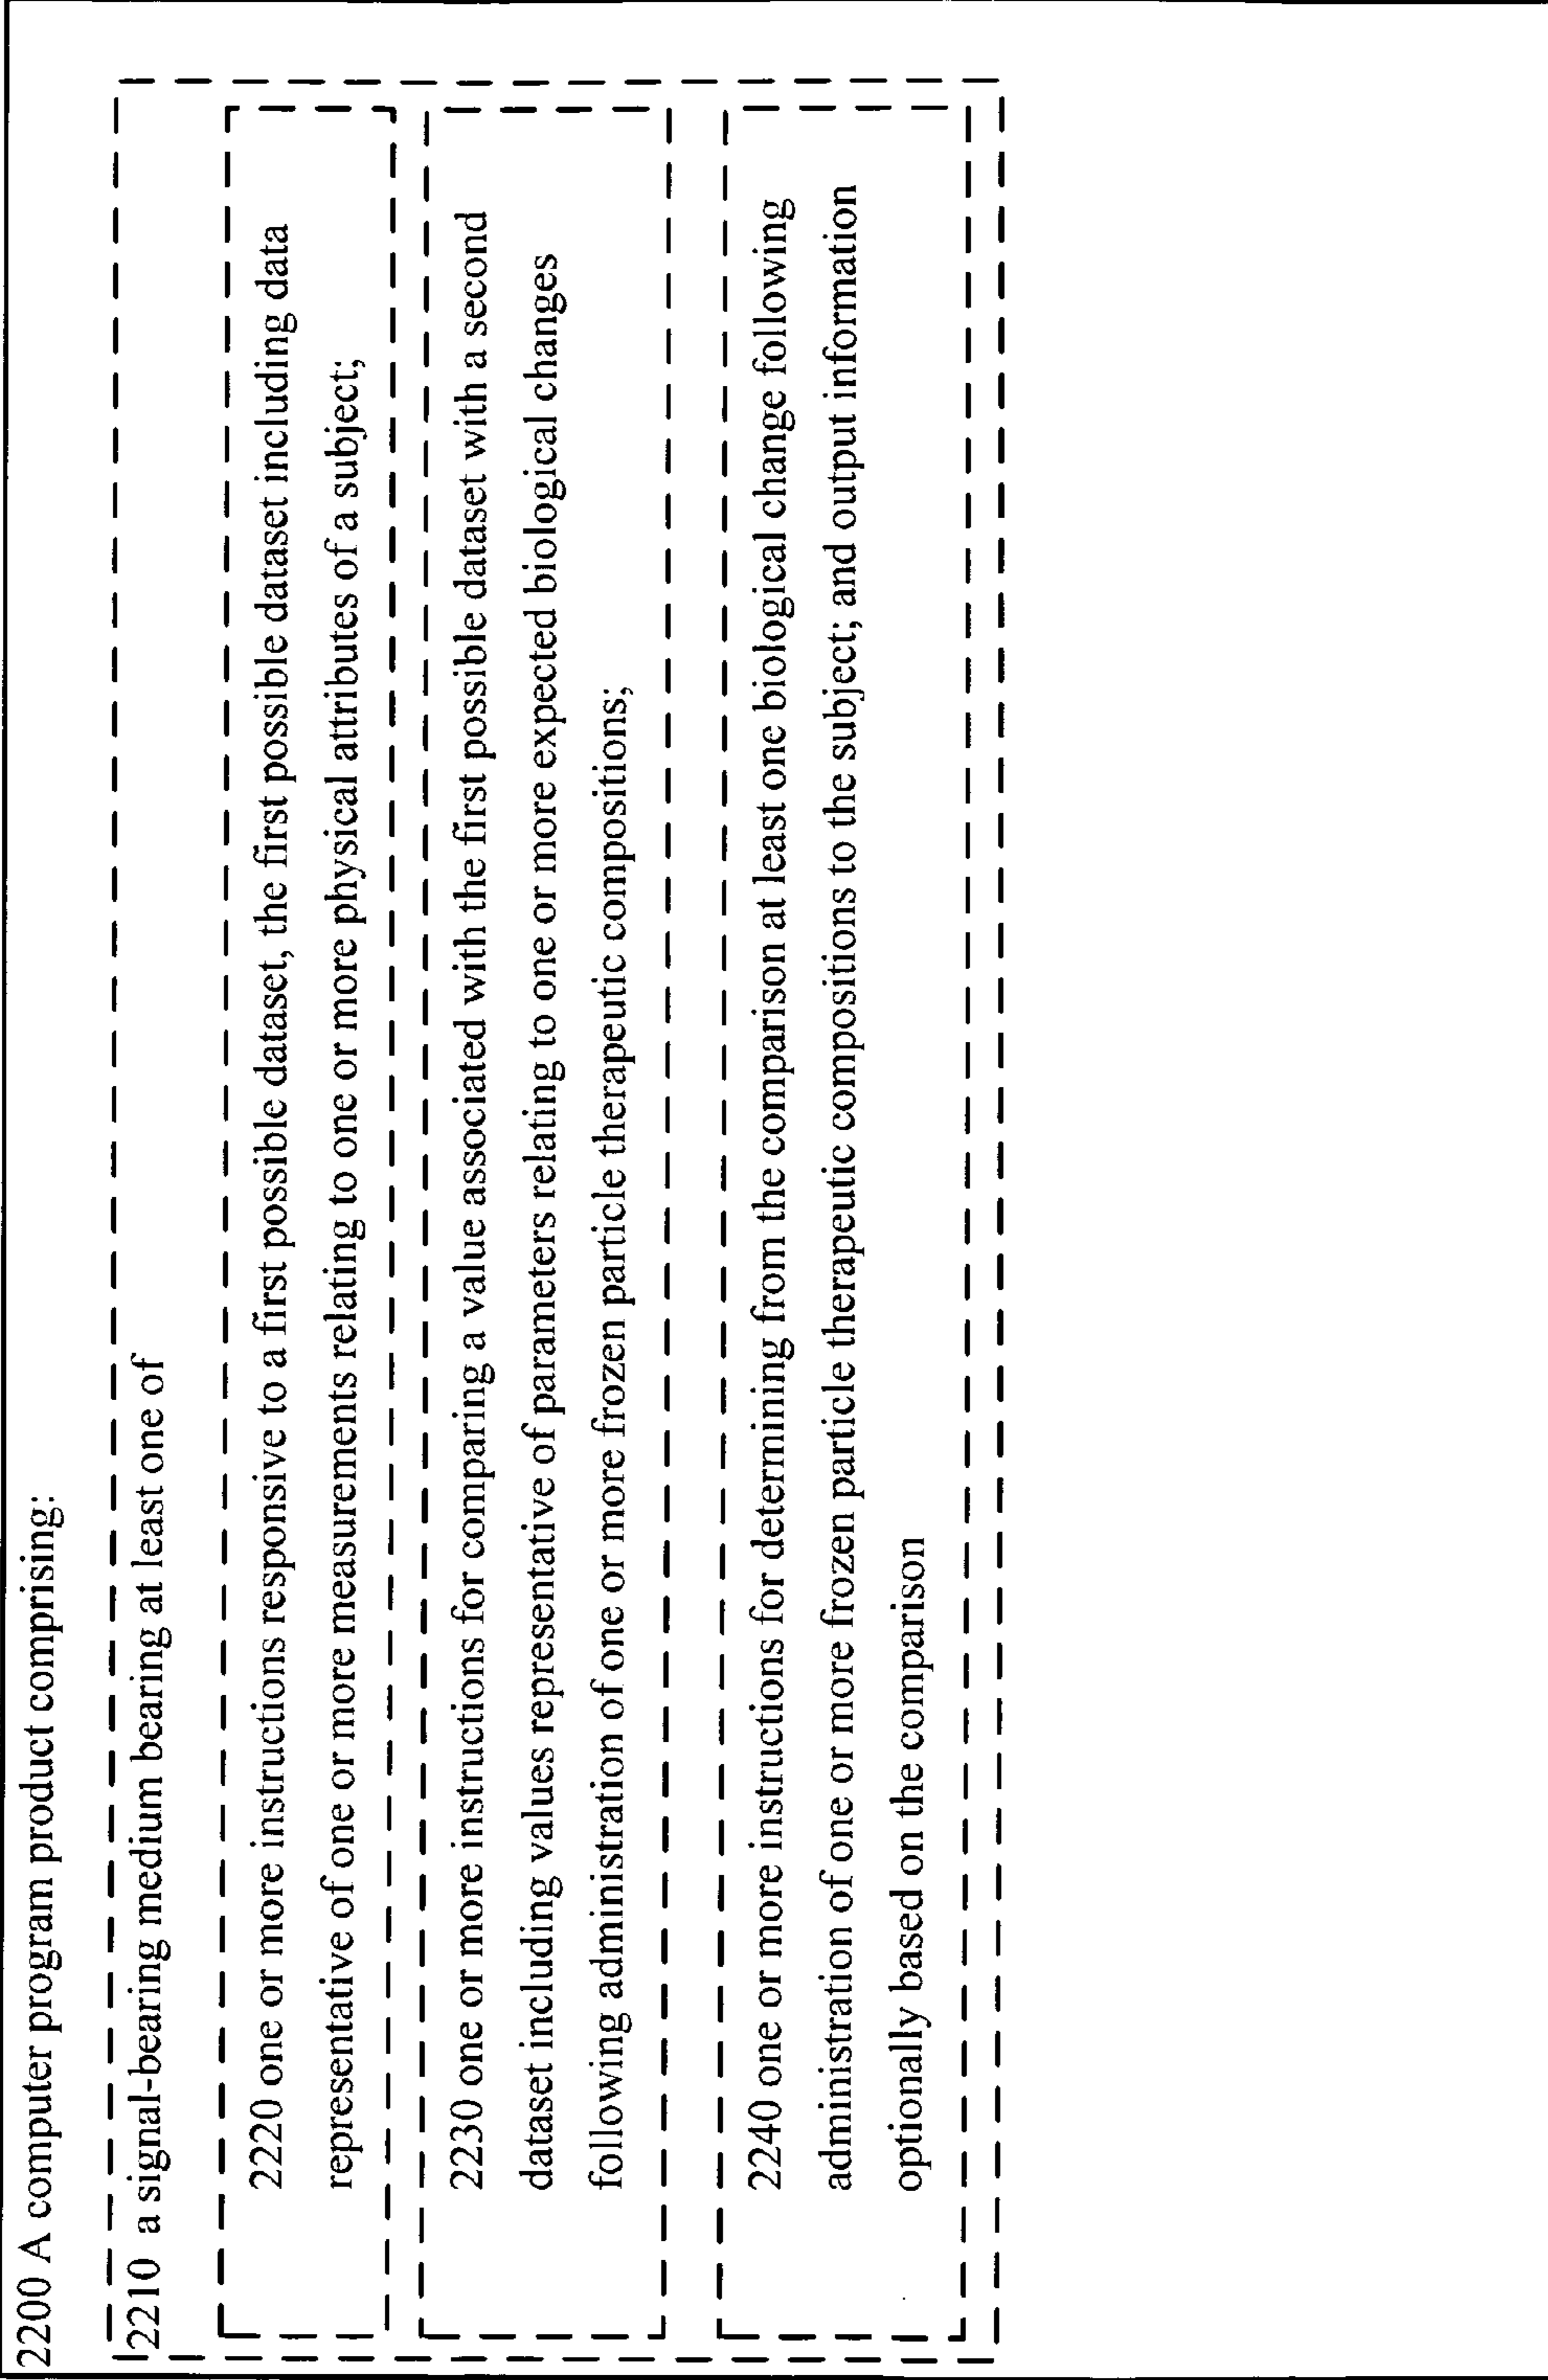 2200 A computer program product comprising:
2210 a signal-bearing medium bearing at least one of
2220 one or more instructions responsive to a first possible dataset, the first possible dataset including data
representative of one or more measurements relating to one or more physical attributes of a subject;
2230 one or more instructions for comparing a value associated with the first possible dataset with a second
dataset including values representative of parameters relating to one or more expected biological changes
following administration of one or more frozen particle therapeutic compositions;
2240 one or more instructions for determining from the comparison at least one biological change following
administration of one or more frozen particle therapeutic compositions to the subject; and output information
optionally based on the comparison